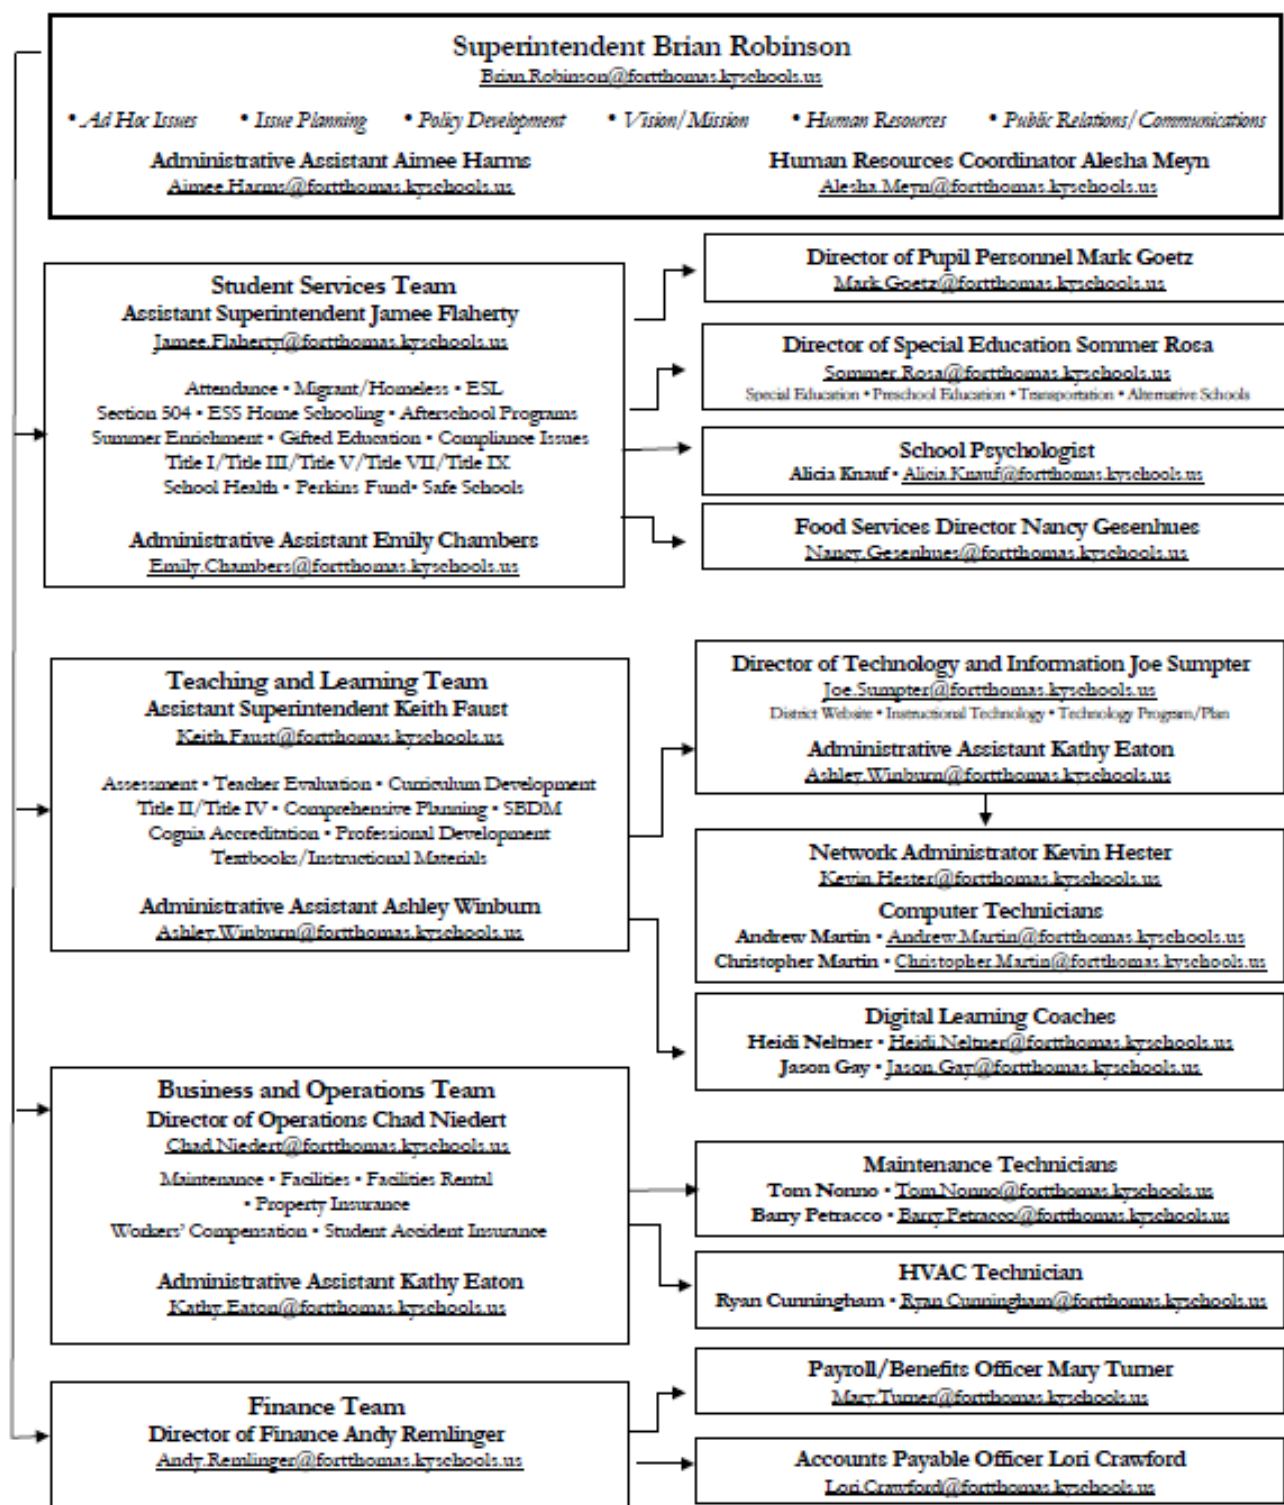 Superintendent Brian Robinson
Brian.Robinson@fortthomas.kyschools.us
• Ad Hoc Issues • Issue Planning • Policy Development • Vision/Mission • Human Resources • Public Relations/Communications
Administrative Assistant Aimee Harms
Aimee.Harms@fortthomas.kyschools.us
Human Resources Coordinator Alesha Meyn
Alesha.Meyn@fortthomas.kyschools.us
Student Services Team
Assistant Superintendent Jamee Flaherty
Jamee.Flaherty@fortthomas.kyschools.us
Attendance • Migrant/Homeless • ESL
Section 504 • ESS Home Schooling • Afterschool Programs
Summer Enrichment • Gifted Education • Compliance Issues
Title I/Title III/Title V/Title VII/Title IX
School Health • Perkins Fund• Safe Schools
Administrative Assistant Emily Chambers
Emily.Chambers@fortthomas.kyschools.us
Director of Pupil Personnel Mark Goetz
Mark.Goetz@fortthomas.kyschools.us
Director of Special Education Sommer Rosa
Sommer.Rosa@fortthomas.kyschools.us
Special Education • Preschool Education • Transportation • Alternative Schools
School Psychologist
Alicia Knauf • Alicia.Knauf@fortthomas.kyschools.us
Food Services Director Nancy Gesenhues
Nancy.Gesenhues@fortthomas.kyschools.us
Teaching and Learning Team
Assistant Superintendent Keith Faust
Keith.Faust@fortthomas.kyschools.us
Assessment • Teacher Evaluation • Curriculum Development
Title II/Title IV • Comprehensive Planning • SBDM
Cognia Accreditation • Professional Development
Textbooks/Instructional Materials
Administrative Assistant Ashley Winburn
Ashley.Winburn@fortthomas.kyschools.us
Director of Technology and Information Joe Sumpter
Joe.Sumpter@fortthomas.kyschools.us
District Website • Instructional Technology • Technology Program/Plan
Administrative Assistant Kathy Eaton
Ashley.Winburn@fortthomas.kyschools.us
Network Administrator Kevin Hester
Kevin.Hester@fortthomas.kyschools.us
Computer Technicians
Andrew Martin • Andrew.Martin@fortthomas.kyschools.us
Christopher Martin • Christopher.Martin@fortthomas.kyschools.us
Digital Learning Coaches
Heidi Neltner • Heidi.Neltner@fortthomas.kyschools.us
Jason Gay • Jason.Gay@fortthomas.kyschools.us
Business and Operations Team
Director of Operations Chad Niedert
Chad.Niedert@fortthomas.kyschools.us
Maintenance • Facilities • Facilities Rental
• Property Insurance
Workers' Compensation • Student Accident Insurance
Administrative Assistant Kathy Eaton
Kathy.Eaton@fortthomas.kyschools.us
Maintenance Technicians
Tom Nonno • Tom.Nonno@fortthomas.kyschools.us
Barry Petracco • Barry.Petracco@fortthomas.kyschools.us
HVAC Technician
Ryan Cunningham • Ryan.Cunningham@fortthomas.kyschools.us
Finance Team
Director of Finance Andy Remlinger
Andy.Remlinger@fortthomas.kyschools.us
Payroll/Benefits Officer Mary Turner
Mary.Turner@fortthomas.kyschools.us
Accounts Payable Officer Lori Crawford
Lori.Crawford@fortthomas.kyschools.us